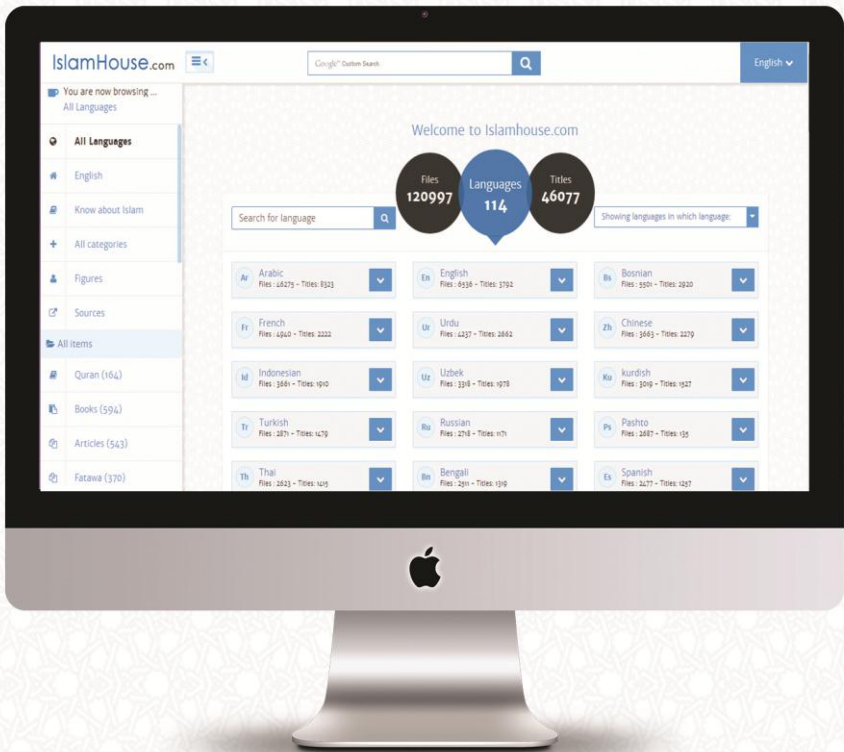 IslamHouse.com
Google™ Custom Search
English
You are now browsing ...
All Languages
All Languages
English
Know about Islam
All categories
Figures
Sources
All items
Quran (164)
Books (594)
Articles (543)
Fatawa (370)
Welcome to Islamhouse.com
Files
120997
Languages
114
Titles
46077
Search for language
Showing languages in which language:
Ar Arabic
Files : 46275 - Titles: 8323
En English
Files : 6536 - Titles: 3792
Bs Bosnian
Files : 5501 - Titles: 2920
Fr French
Files : 4940 - Titles: 2222
Ur Urdu
Files : 4237 - Titles: 2662
Zh Chinese
Files : 3663 - Titles: 2279
Id Indonesian
Files : 3661 - Titles: 1910
Uz Uzbek
Files : 3318 - Titles: 1978
Ku kurdish
Files : 3019 - Titles: 1527
Tr Turkish
Files : 2871 - Titles: 1479
Ru Russian
Files : 2718 - Titles: 1171
Ps Pashto
Files : 2687 - Titles: 135
Th Thai
Files : 2623 - Titles: 1415
Bn Bengali
Files : 2511 - Titles: 1319
Es Spanish
Files : 2477 - Titles: 1257